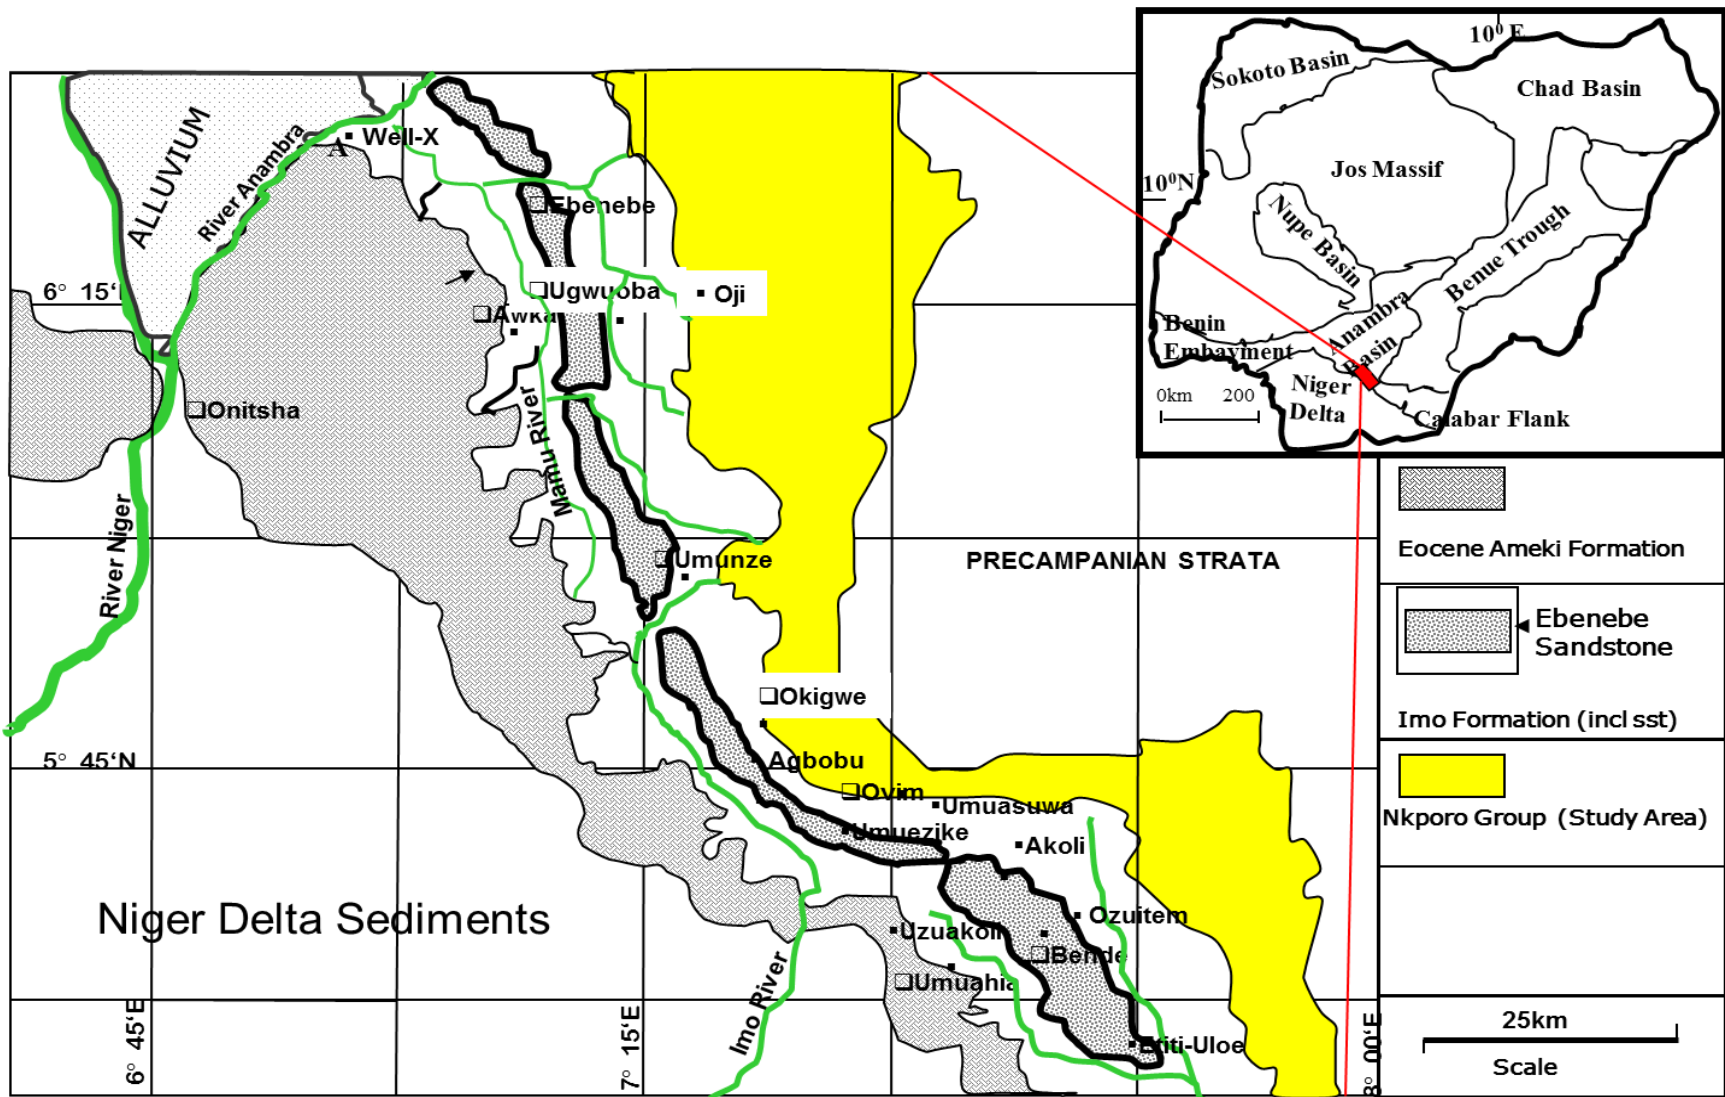 10⁰ E
Sokoto Basin
Chad Basin
Jos Massif
10⁰N
Nupe Basin
Benue Trough
Anambra
Basin
Benin
Embayment
0km 200
Niger
Delta
Calabar Flank
ALLUVIUM
River Anambra
A
Well-X
Ebenebe
6° 15'N
Ugwuoba
Oji
Awka
Onitsha
Mamu River
River Niger
Umunze
PRECAMPANIAN STRATA
Okigwe
5° 45'N
Agbobu
Ovim
Umuasuwa
Umuezike
Akoli
Niger Delta Sediments
Ozuitem
Uzuakoli
Bende
Umuahia
Imo River
Etiti-Uloe
6° 45'E
7° 15'E
8° 00'E
Eocene Ameki Formation
Ebenebe
Sandstone
Imo Formation (incl sst)
Nkporo Group (Study Area)
25km
Scale